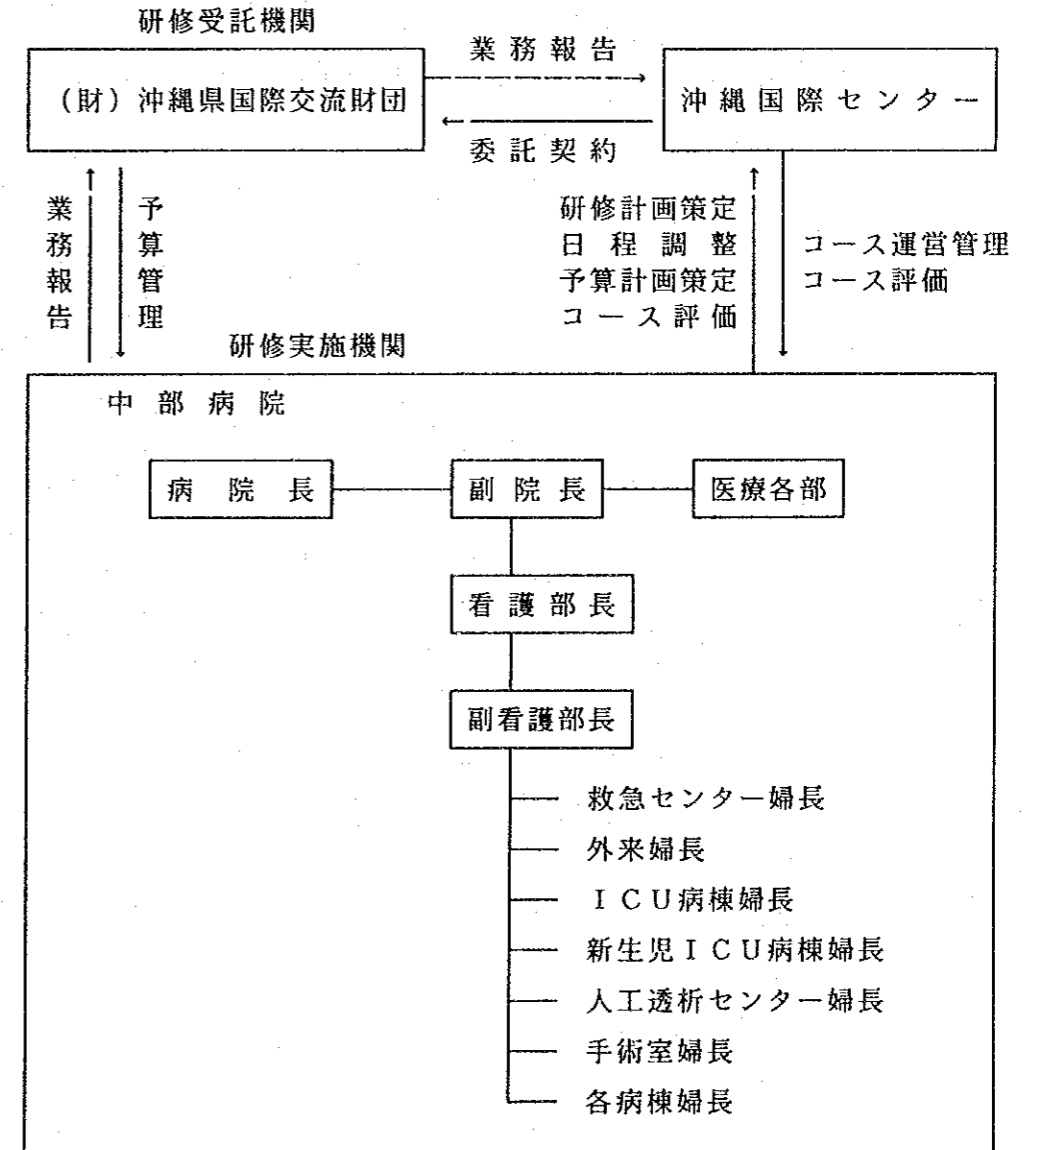 研修受託機関
（財）沖縄県国際交流財団
業務報告
委託契約
沖縄国際センター
業務報告
予算管理
研修計画策定
日程調整
予算計画策定
コース評価
コース運営管理
コース評価
研修実施機関
中部病院
病院長
副院長
医療各部
看護部長
副看護部長
救急センター婦長
外来婦長
ＩＣＵ病棟婦長
新生児ＩＣＵ病棟婦長
人工透析センター婦長
手術室婦長
各病棟婦長